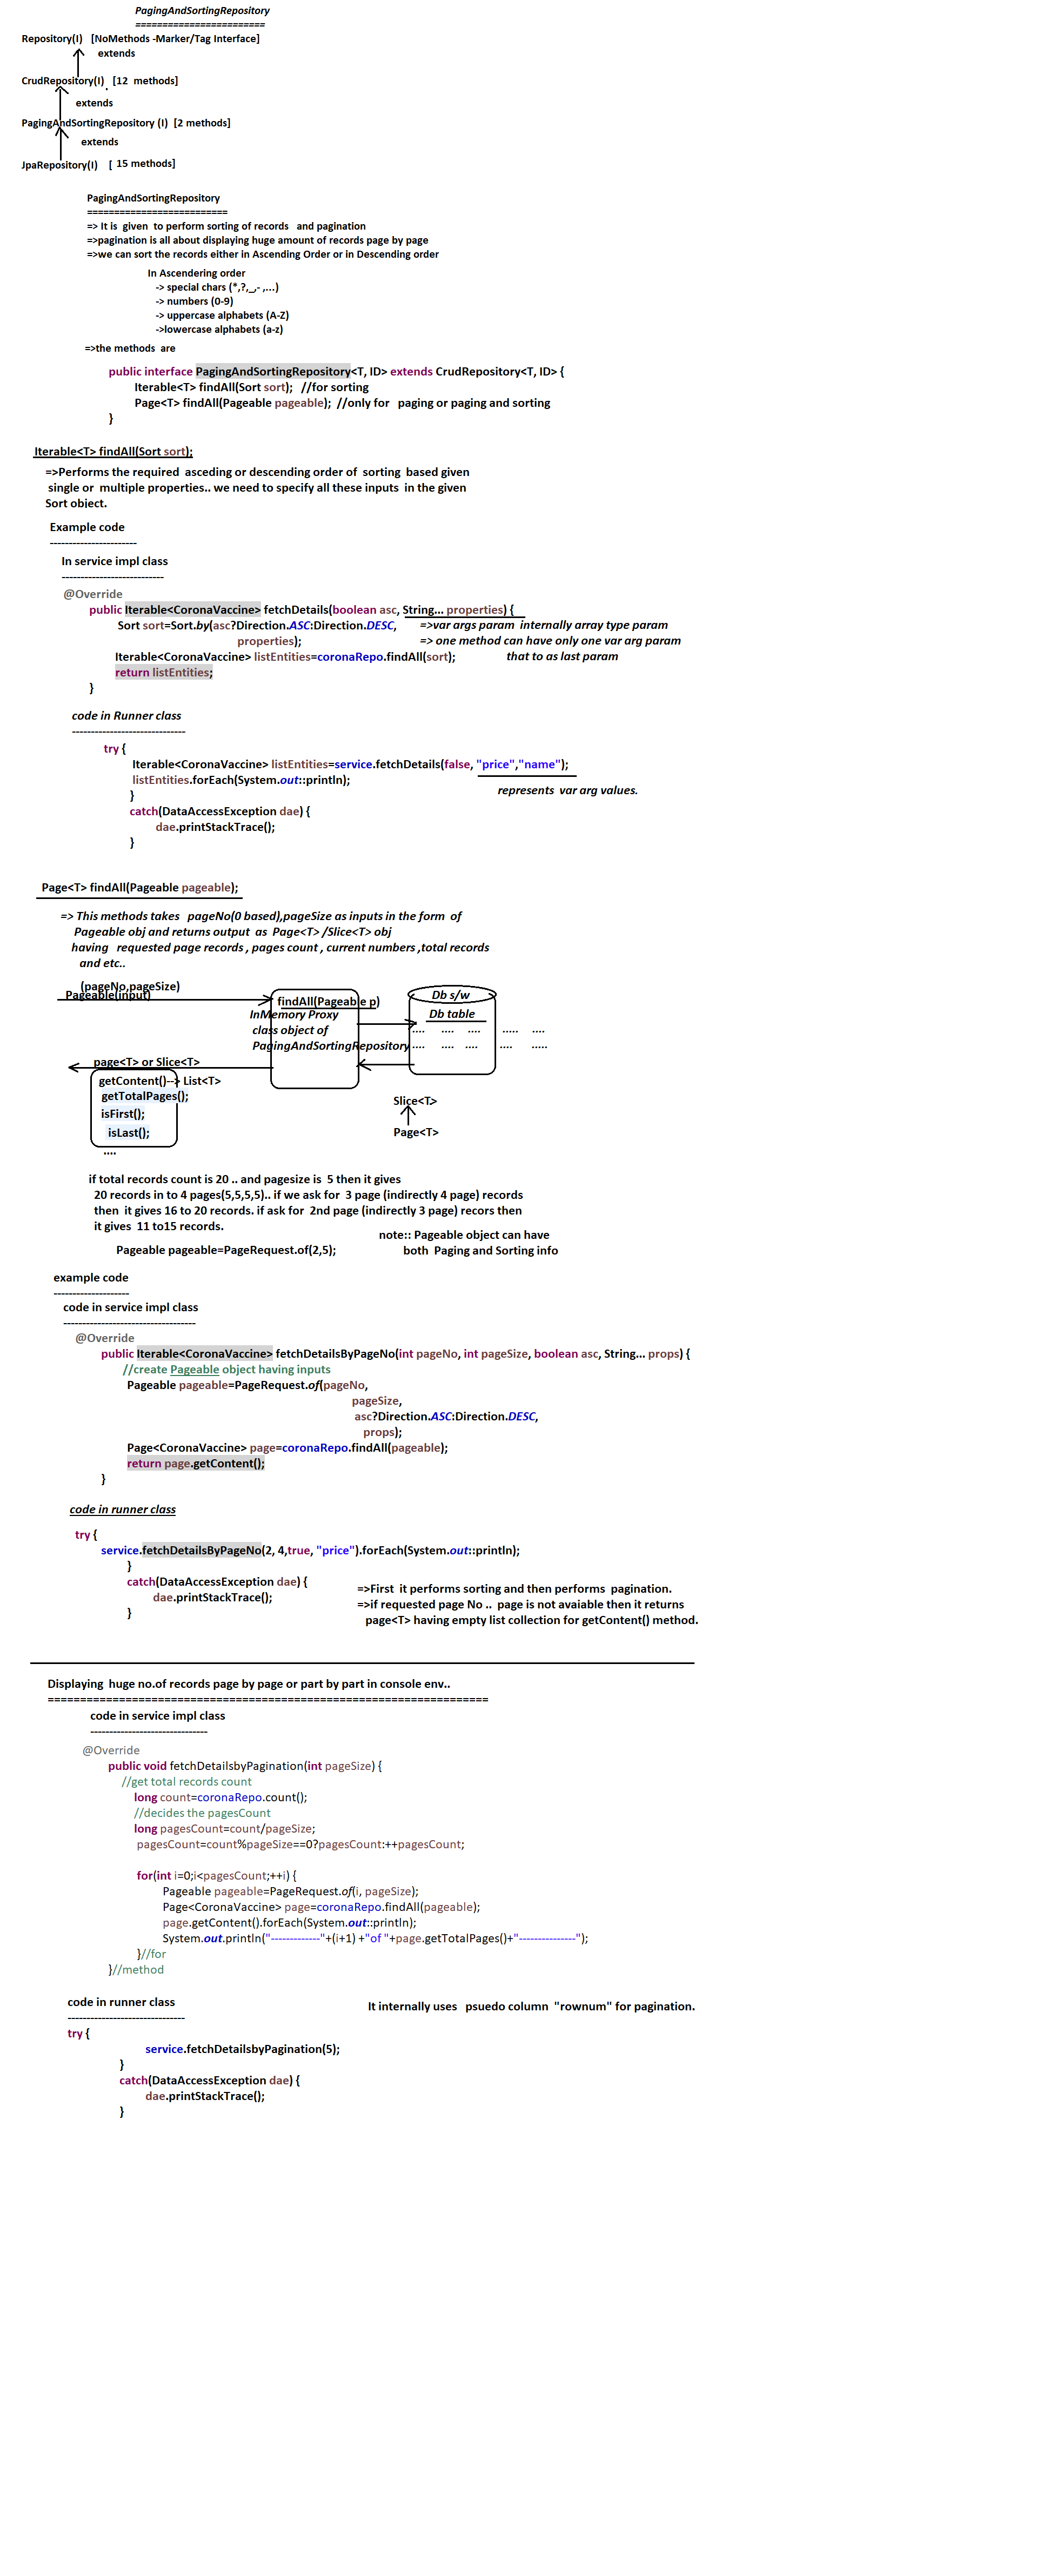 PagingAndSortingRepository
========================
Repository(I)   [NoMethods -Marker/Tag Interface]
extends
CrudRepository(I) . [12  methods]
extends
PagingAndSortingRepository (I)  [2 methods]
extends
JpaRepository(I)    [  15 methods]
PagingAndSortingRepository
==========================
=> It is  given  to perform sorting of records   and pagination
=>pagination is all about displaying huge amount of records page by page
=>we can sort the records either in Ascending Order or in Descending order
In Ascendering order
-> special chars (*,?,_,- ,...)
-> numbers (0-9)
-> uppercase alphabets (A-Z)
->lowercase alphabets (a-z)
=>the methods  are
public interface PagingAndSortingRepository<T, ID> extends CrudRepository<T, ID> {
Iterable<T> findAll(Sort sort);   //for sorting
Page<T> findAll(Pageable pageable);  //only for   paging or paging and sorting
}
Iterable<T> findAll(Sort sort);
=>Performs the required  asceding or descending order of  sorting  based given
single or  multiple properties.. we need to specify all these inputs  in the given
Sort object.
Example code
-----------------------
In service impl class
---------------------------
@Override
public Iterable<CoronaVaccine> fetchDetails(boolean asc, String... properties) {
Sort sort=Sort.by(asc?Direction.ASC:Direction.DESC,     =>var args param  internally array type param
properties);     => one method can have only one var arg param
Iterable<CoronaVaccine> listEntities=coronaRepo.findAll(sort);     that to as last param
return listEntities;
}
code in Runner class
------------------------------
try {
Iterable<CoronaVaccine> listEntities=service.fetchDetails(false, "price","name");
listEntities.forEach(System.out::println);
}     represents  var arg values.
catch(DataAccessException dae) {
dae.printStackTrace();
}
Page<T> findAll(Pageable pageable);
=> This methods takes   pageNo(0 based),pageSize as inputs in the form  of
Pageable obj and returns output  as  Page<T> /Slice<T> obj
having   requested page records , pages count , current numbers ,total records
and etc..
(pageNo,pageSize)
Pageable(input)     Db s/w
findAll(Pageable p)
InMemory Proxy     Db table
class object of     ....     ....    ....      .....    ....
PagingAndSortingRepository ....     ....   ....      ....     .....
page<T> or Slice<T>
getContent()--> List<T>
getTotalPages();
Slice<T>
isFirst();
isLast();     Page<T>
....
if total records count is 20 .. and pagesize is  5 then it gives
20 records in to 4 pages(5,5,5,5).. if we ask for  3 page (indirectly 4 page) records
then  it gives 16 to 20 records. if ask for  2nd page (indirectly 3 page) recors then
it gives  11 to15 records.
note:: Pageable object can have
Pageable pageable=PageRequest.of(2,5);     both  Paging and Sorting info
example code
--------------------
code in service impl class
-----------------------------------
@Override
public Iterable<CoronaVaccine> fetchDetailsByPageNo(int pageNo, int pageSize, boolean asc, String... props) {
//create Pageable object having inputs
Pageable pageable=PageRequest.of(pageNo,
pageSize,
asc?Direction.ASC:Direction.DESC,
props);
Page<CoronaVaccine> page=coronaRepo.findAll(pageable);
return page.getContent();
}
code in runner class
try {
service.fetchDetailsByPageNo(2, 4,true, "price").forEach(System.out::println);
}
catch(DataAccessException dae) {     =>First  it performs sorting and then performs  pagination.
dae.printStackTrace();     =>if requested page No ..  page is not avaiable then it returns
}     page<T> having empty list collection for getContent() method.
Displaying  huge no.of records page by page or part by part in console env..
====================================================================
code in service impl class
-------------------------------
@Override
public void fetchDetailsbyPagination(int pageSize) {
//get total records count
long count=coronaRepo.count();
//decides the pagesCount
long pagesCount=count/pageSize;
pagesCount=count%pageSize==0?pagesCount:++pagesCount;
for(int i=0;i<pagesCount;++i) {
Pageable pageable=PageRequest.of(i, pageSize);
Page<CoronaVaccine> page=coronaRepo.findAll(pageable);
page.getContent().forEach(System.out::println);
System.out.println("-------------"+(i+1) +"of "+page.getTotalPages()+"---------------");
}//for
}//method
code in runner class     It internally uses   psuedo column  "rownum" for pagination.
-------------------------------
try {
service.fetchDetailsbyPagination(5);
}
catch(DataAccessException dae) {
dae.printStackTrace();
}